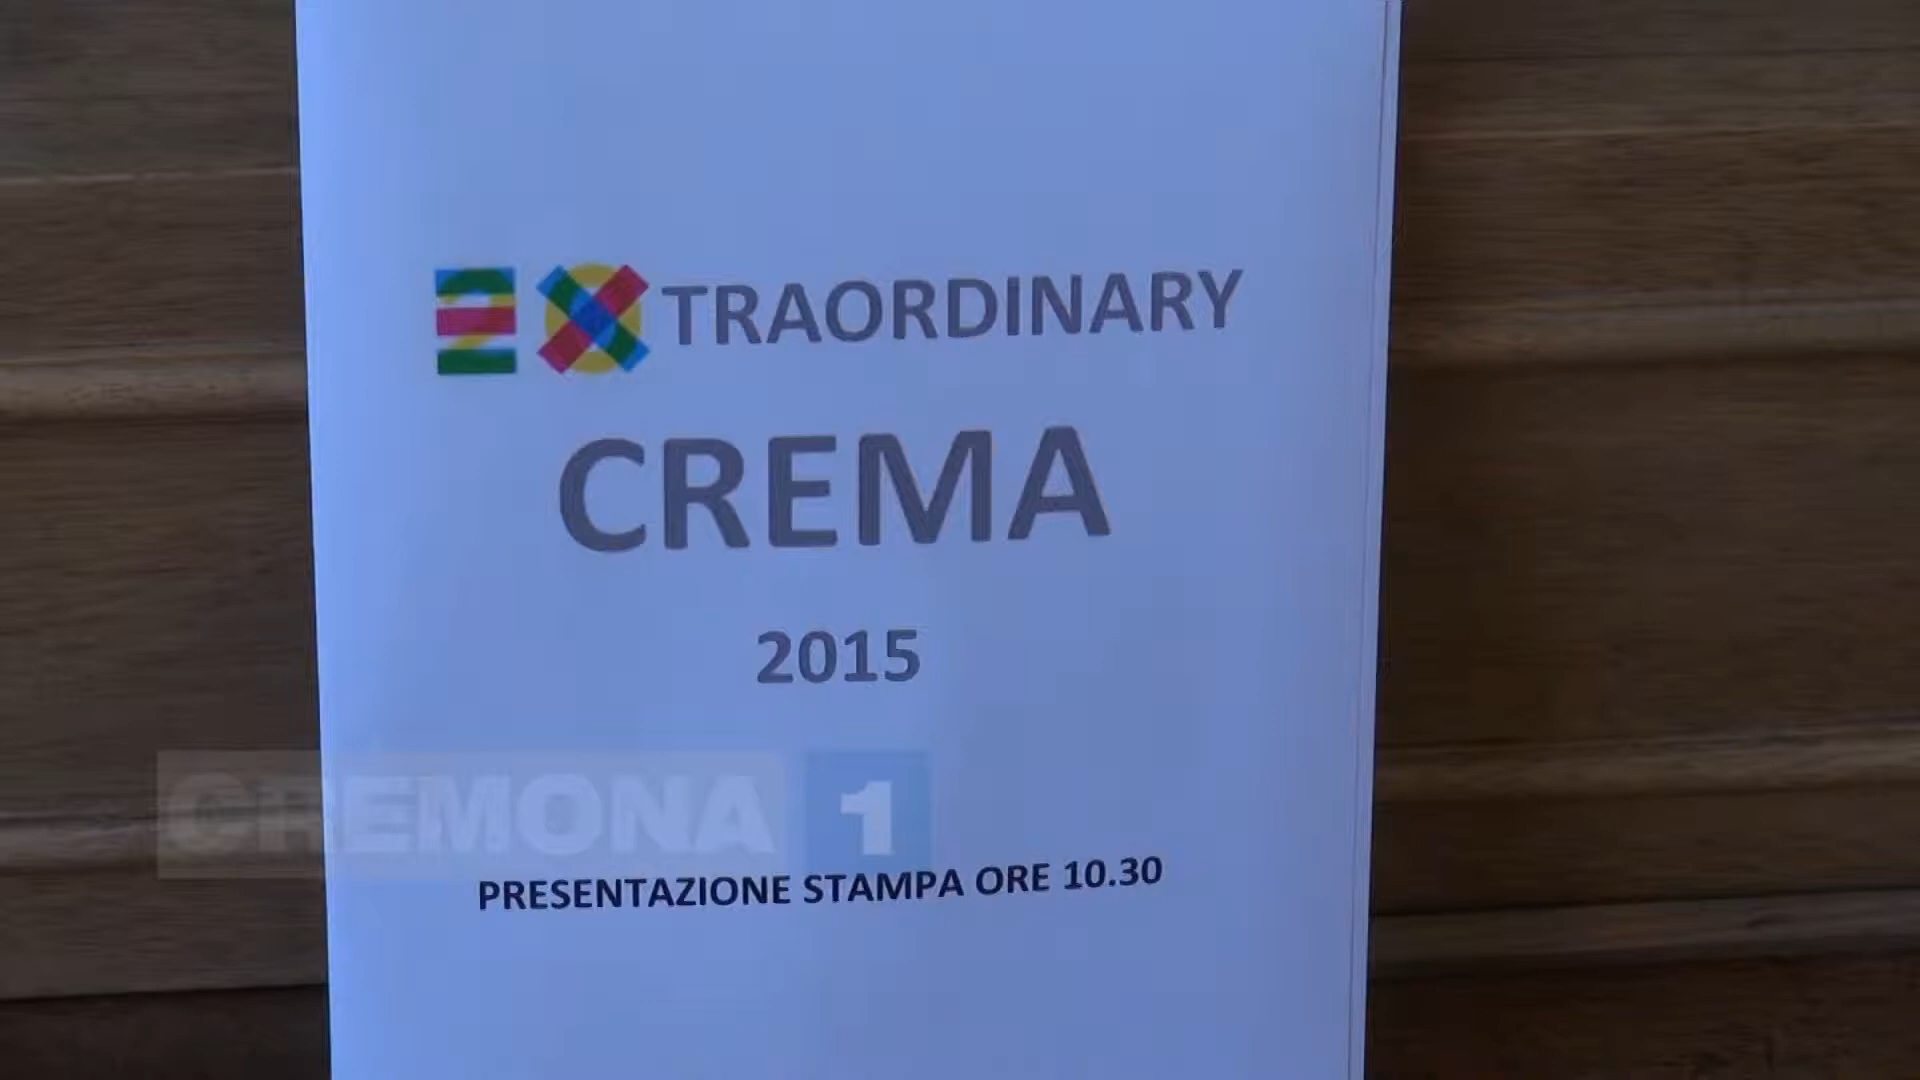 EXTRAORDINARY
CREMA
2015
CREMONA 1
PRESENTAZIONE STAMPA ORE 10.30